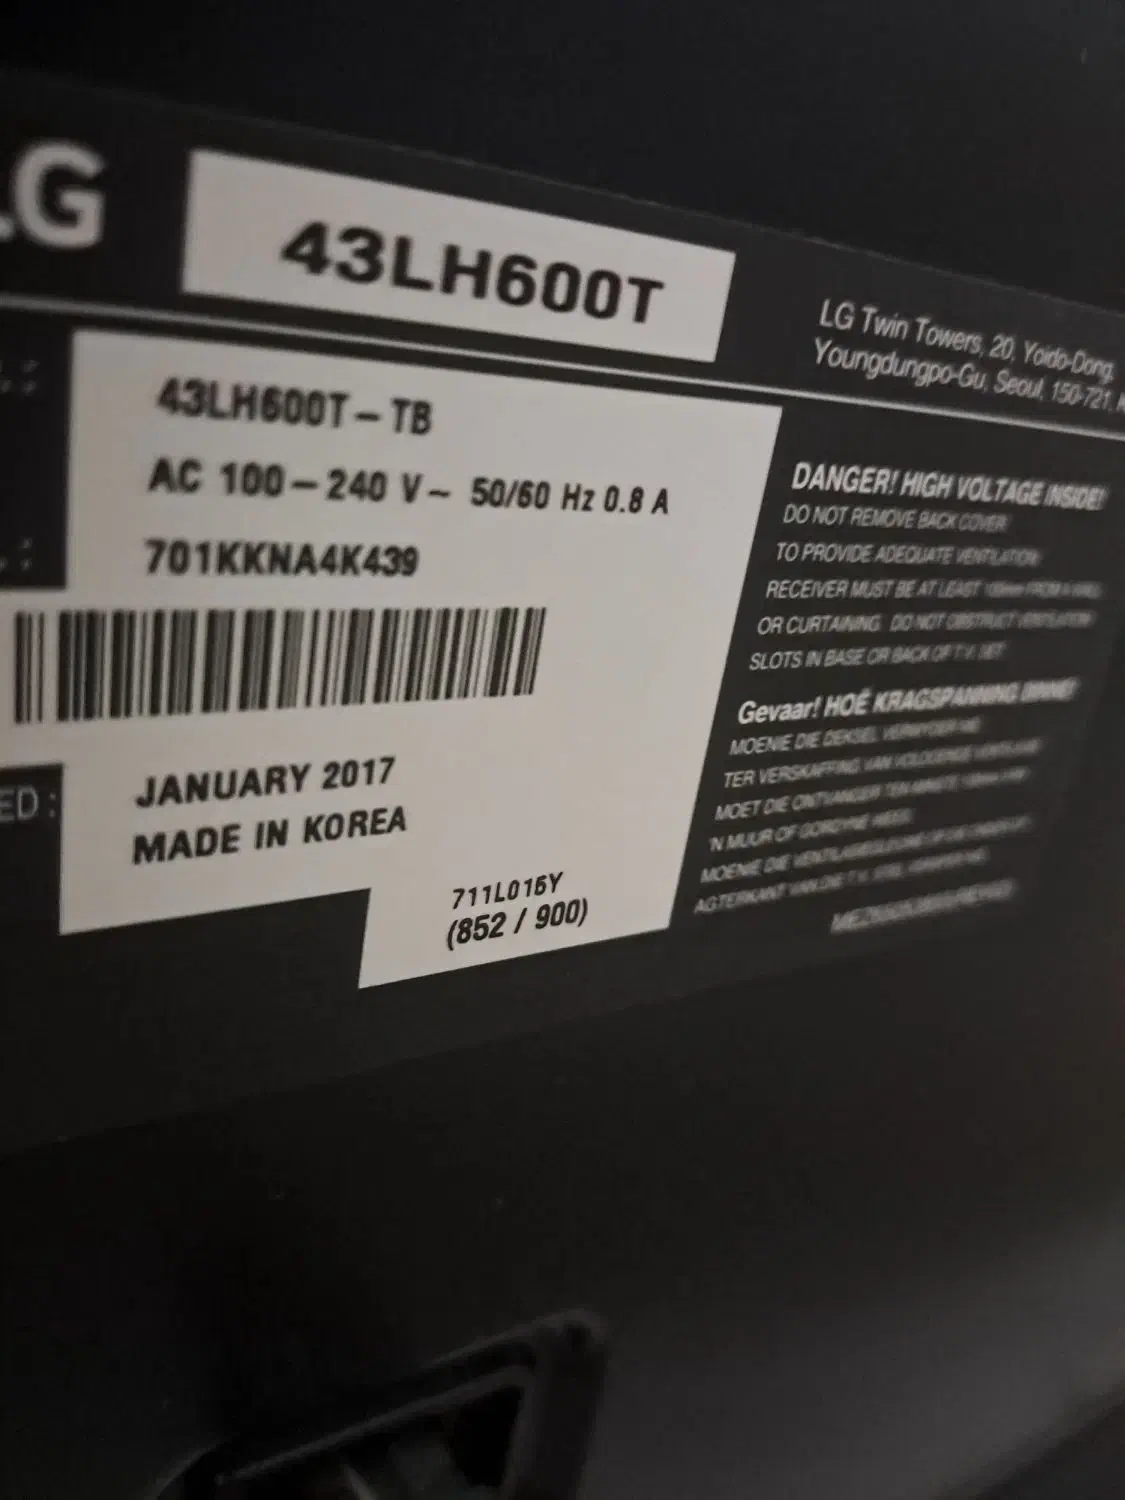 LG
43LH600T
LG Twin Towers, 20, Yoido-Dong,
Youngdungpo-Gu, Seoul, 150-721,
43LH600T-TB
AC 100-240 V~ 50/60 Hz 0.8 A
701KKNA4K439
ED:
JANUARY 2017
MADE IN KOREA
711L016Y
(852 / 900)
DANGER! HIGH VOLTAGE INSIDE!
DO NOT REMOVE BACK COVER
TO PROVIDE ADEQUATE VENTILATION
RECEIVER MUST BE AT LEAST FROM A WALL
OR CURTAINING. DO NOT OBSTRUCT VENTILATION
SLOTS IN BASE OR BACK OF T.V. SET
Gevaar! HOË KRAGSPANNING BINNE!
MOENIE DIE DEKSEL VERWYDER NIE
TER VERSKAFFING VAN VOLDOENDE
MOET DIE ONTVANGER TEN MINSTE
'N MUUR OF GORDYNE WEES
MOENIE DIE
AGTERKANT VAN DIE T.V.